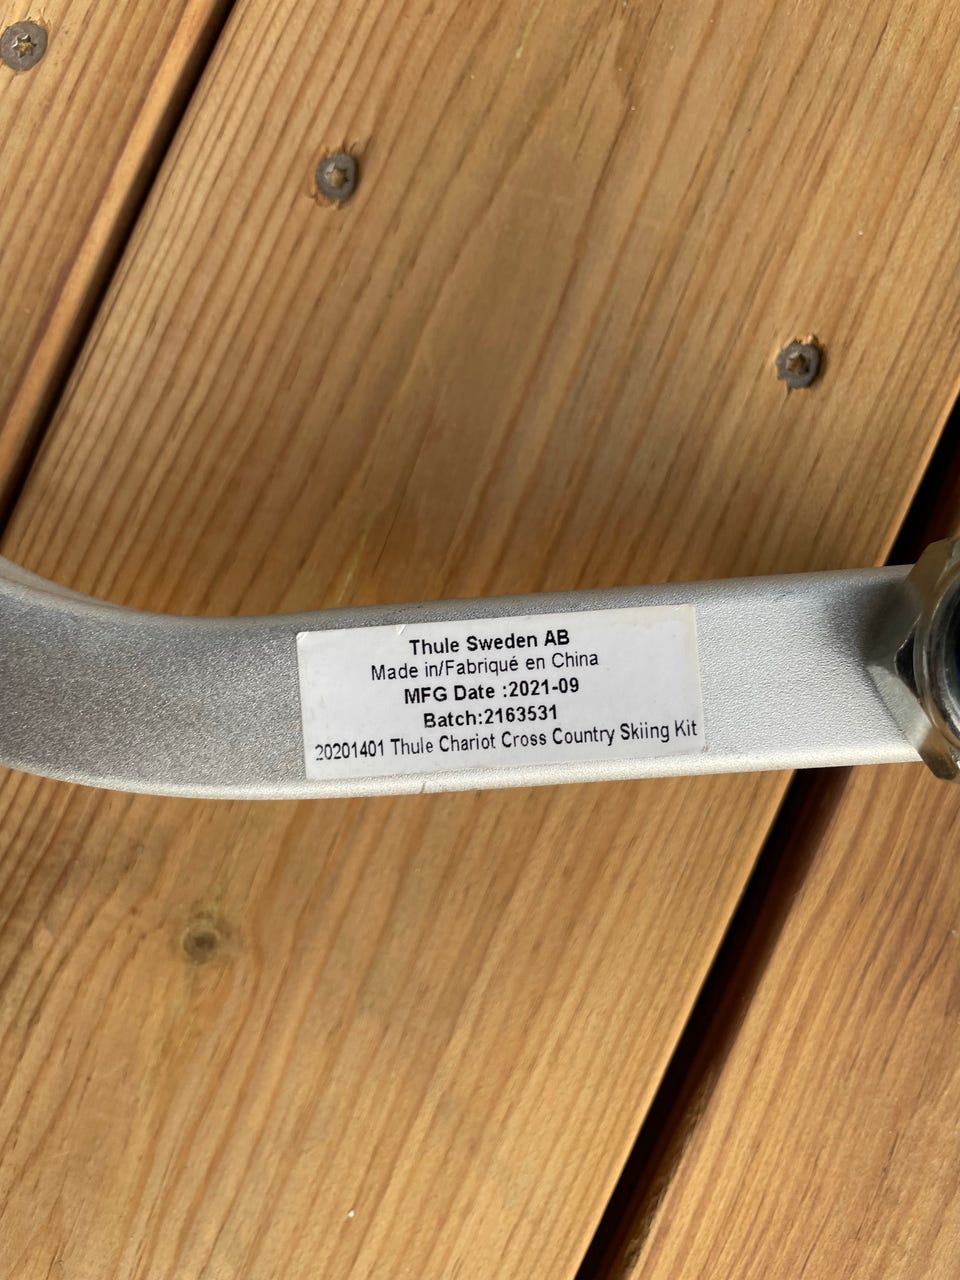 Thule Sweden AB
Made in/Fabriqué en China
MFG Date :2021-09
Batch:2163531
20201401 Thule Chariot Cross Country Skiing Kit